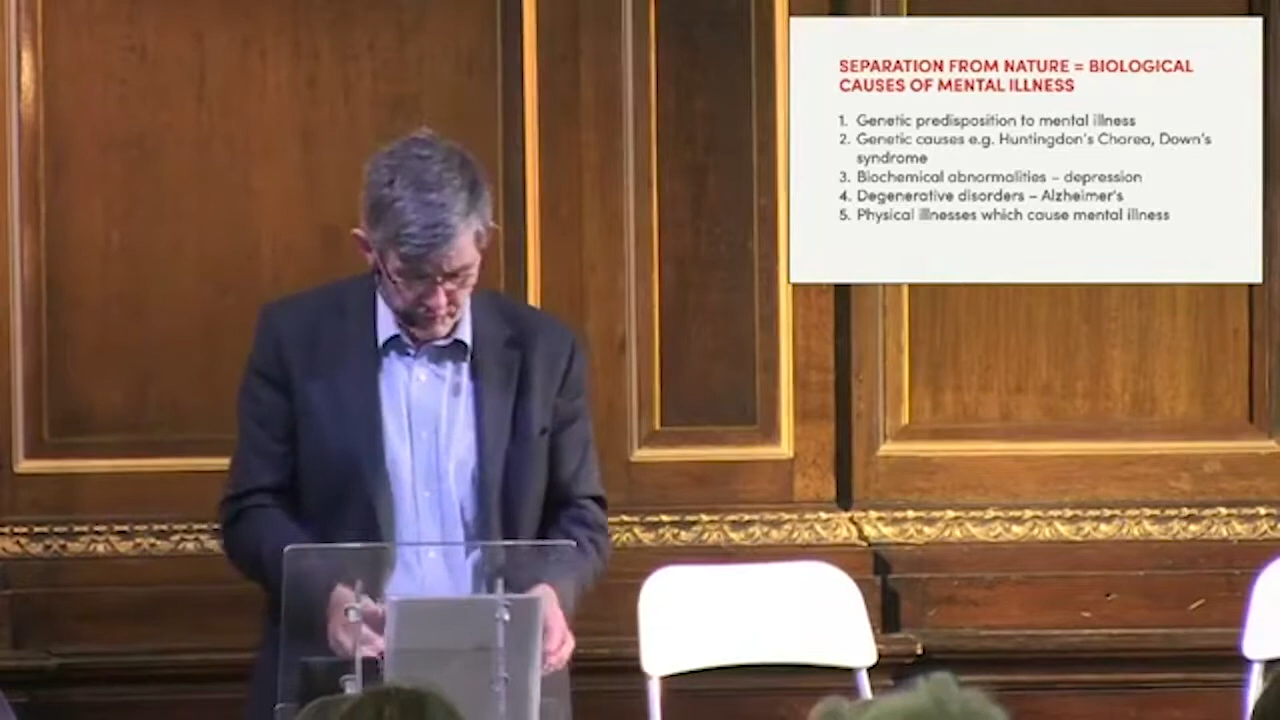 SEPARATION FROM NATURE = BIOLOGICAL
CAUSES OF MENTAL ILLNESS
1. Genetic predisposition to mental illness
2. Genetic causes e.g. Huntingdon's Chorea, Down's
syndrome
3. Biochemical abnormalities – depression
4. Degenerative disorders – Alzheimer's
5. Physical illnesses which cause mental illness